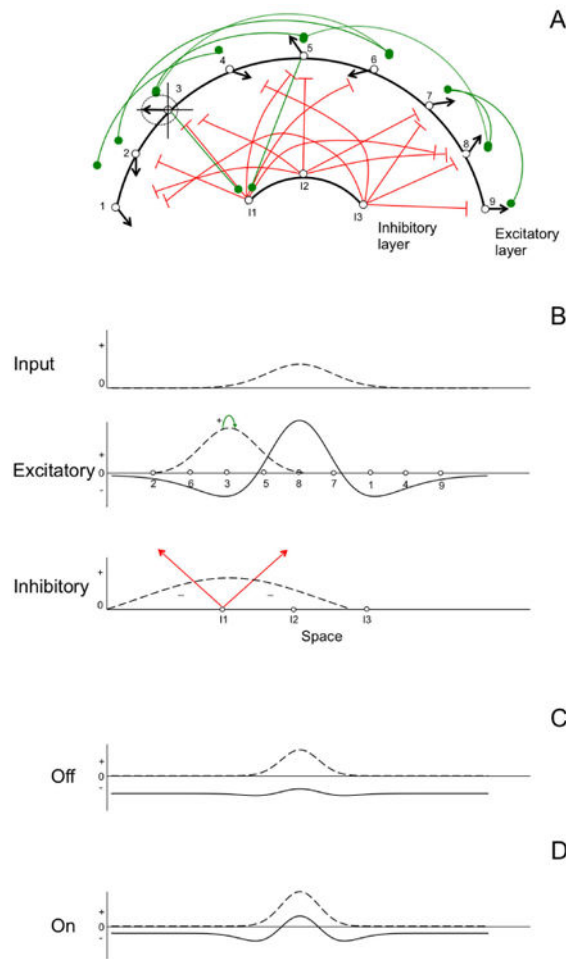 A
5
4
6
3
7
2
8
1
9
I1
I2
I3
Inhibitory
layer
Excitatory
layer
B
Input
+
0
Excitatory
+
0
-
+
2 6 3 5 8 7 1 4 9
Inhibitory
+
0
– –
I1 I2 I3
Space
C
Off
+
0
-
D
On
+
0
-